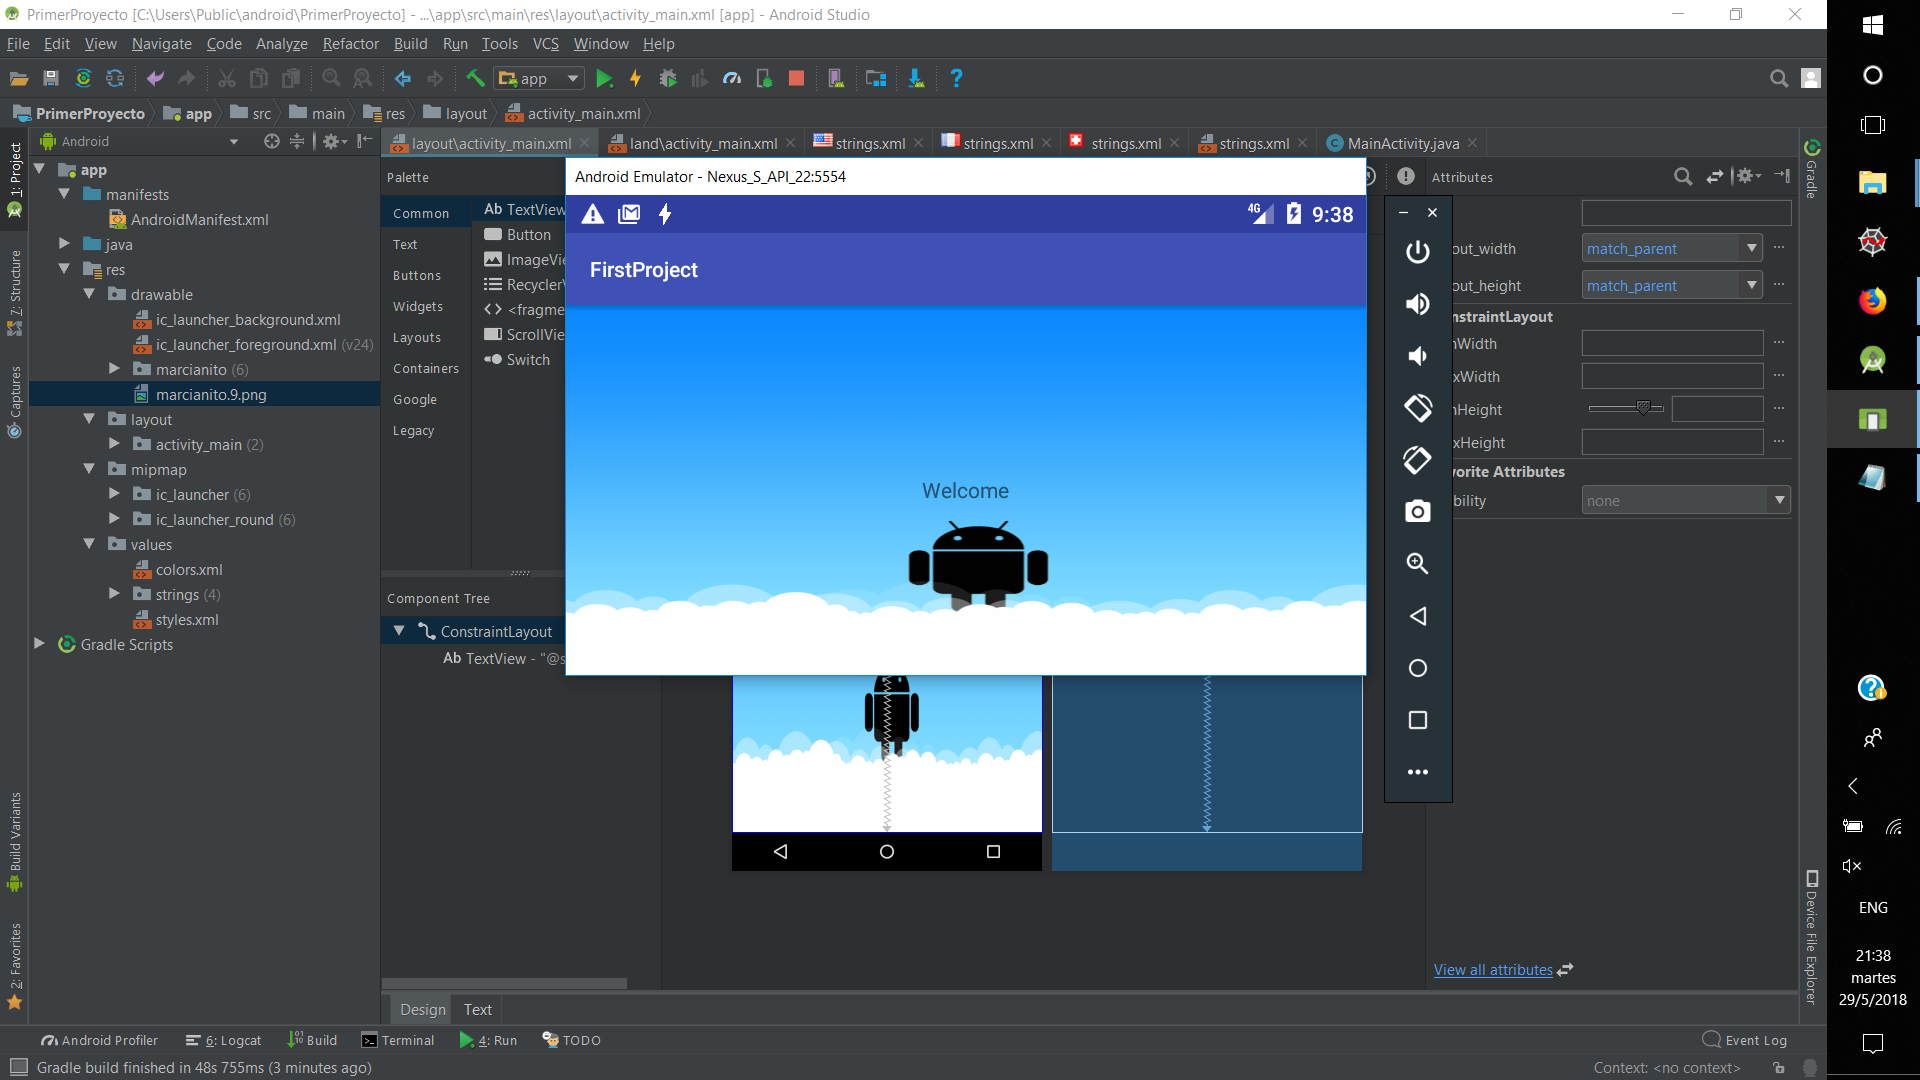 PrimerProyecto [C:\Users\Public\android\PrimerProyecto] - ...\app\src\main\res\layout\activity_main.xml [app] - Android Studio
File Edit View Navigate Code Analyze Refactor Build Run Tools VCS Window Help
app
PrimerProyecto app src main res layout activity_main.xml
Android
layout\activity_main.xml land\activity_main.xml strings.xml strings.xml strings.xml strings.xml MainActivity.java
1: Project
7: Structure
Captures
Build Variants
2: Favorites
app
manifests
AndroidManifest.xml
java
res
drawable
ic_launcher_background.xml
ic_launcher_foreground.xml (v24)
marcianito (6)
marcianito.9.png
layout
activity_main (2)
mipmap
ic_launcher (6)
ic_launcher_round (6)
values
colors.xml
strings (4)
styles.xml
Gradle Scripts
Palette
Common
Text
Buttons
Widgets
Layouts
Containers
Google
Legacy
Ab TextView
Button
ImageVie
Recycler
<fragme
ScrollVie
Switch
Component Tree
ConstraintLayout
Ab TextView - "@s
Android Emulator - Nexus_S_API_22:5554
4G 9:38
FirstProject
Welcome
Attributes
out_width match_parent
out_height match_parent
nstraintLayout
nWidth
xWidth
nHeight
xHeight
vorite Attributes
bility none
View all attributes
Gradle
Device File Explorer
Design Text
Android Profiler 6: Logcat Build Terminal 4: Run TODO Event Log
Gradle build finished in 48s 755ms (3 minutes ago) Context: <no context>
ENG
21:38
martes
29/5/2018